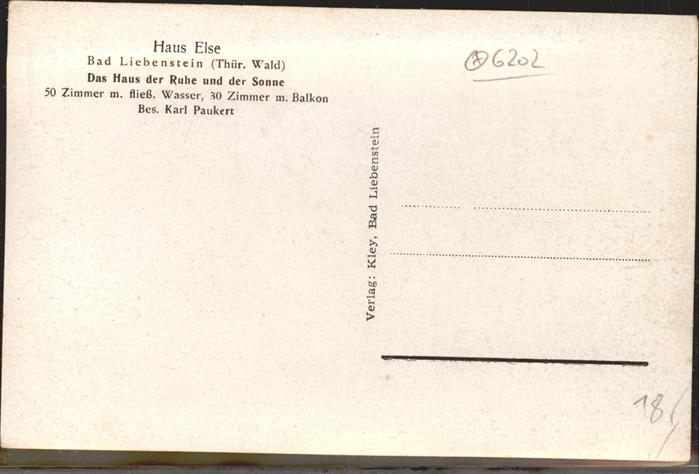 Haus Else
Bad Liebenstein (Thür. Wald)
Das Haus der Ruhe und der Sonne
50 Zimmer m. fließ. Wasser, 30 Zimmer m. Balkon
Bes. Karl Paukert
6202
Verlag: Kley, Bad Liebenstein
18